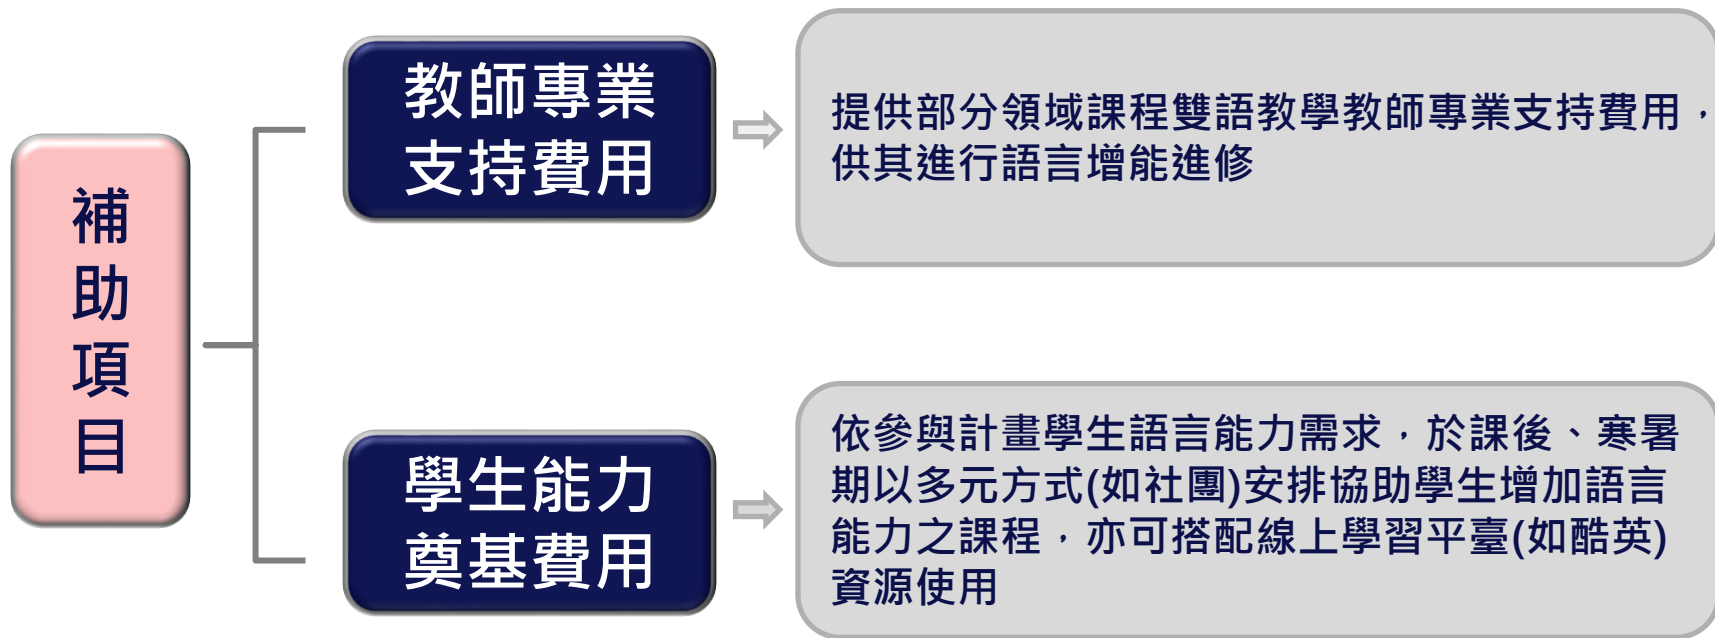 補助項目
教師專業
支持費用
提供部分領域課程雙語教學教師專業支持費用，
供其進行語言增能進修
學生能力
奠基費用
依參與計畫學生語言能力需求，於課後、寒暑
期以多元方式(如社團)安排協助學生增加語言
能力之課程，亦可搭配線上學習平臺(如酷英)
資源使用